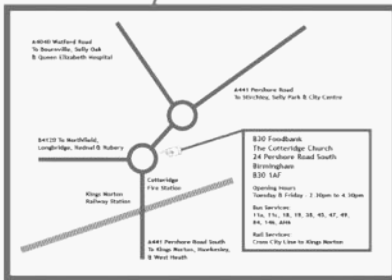 A4040 Watford Road
To Bournville, Selly Oak
& Queen Elizabeth Hospital
A441 Pershore Road
To Stirchley, Selly Park & City Centre
B4120 To Northfield,
Longbridge, Rednal & Rubery
Cotteridge
Fire Station
Kings Norton
Railway Station
A441 Pershore Road South
To Kings Norton, Hawkesley,
& West Heath
B30 Foodbank
The Cotteridge Church
24 Pershore Road South
Birmingham
B30 1AF
Opening Hours
Tuesday & Friday - 2.30pm to 4.30pm
Bus Services:
11a, 11c, 18, 19, 38, 45, 47, 49,
84, 146,
Rail Services:
Cross City Line to Kings Norton